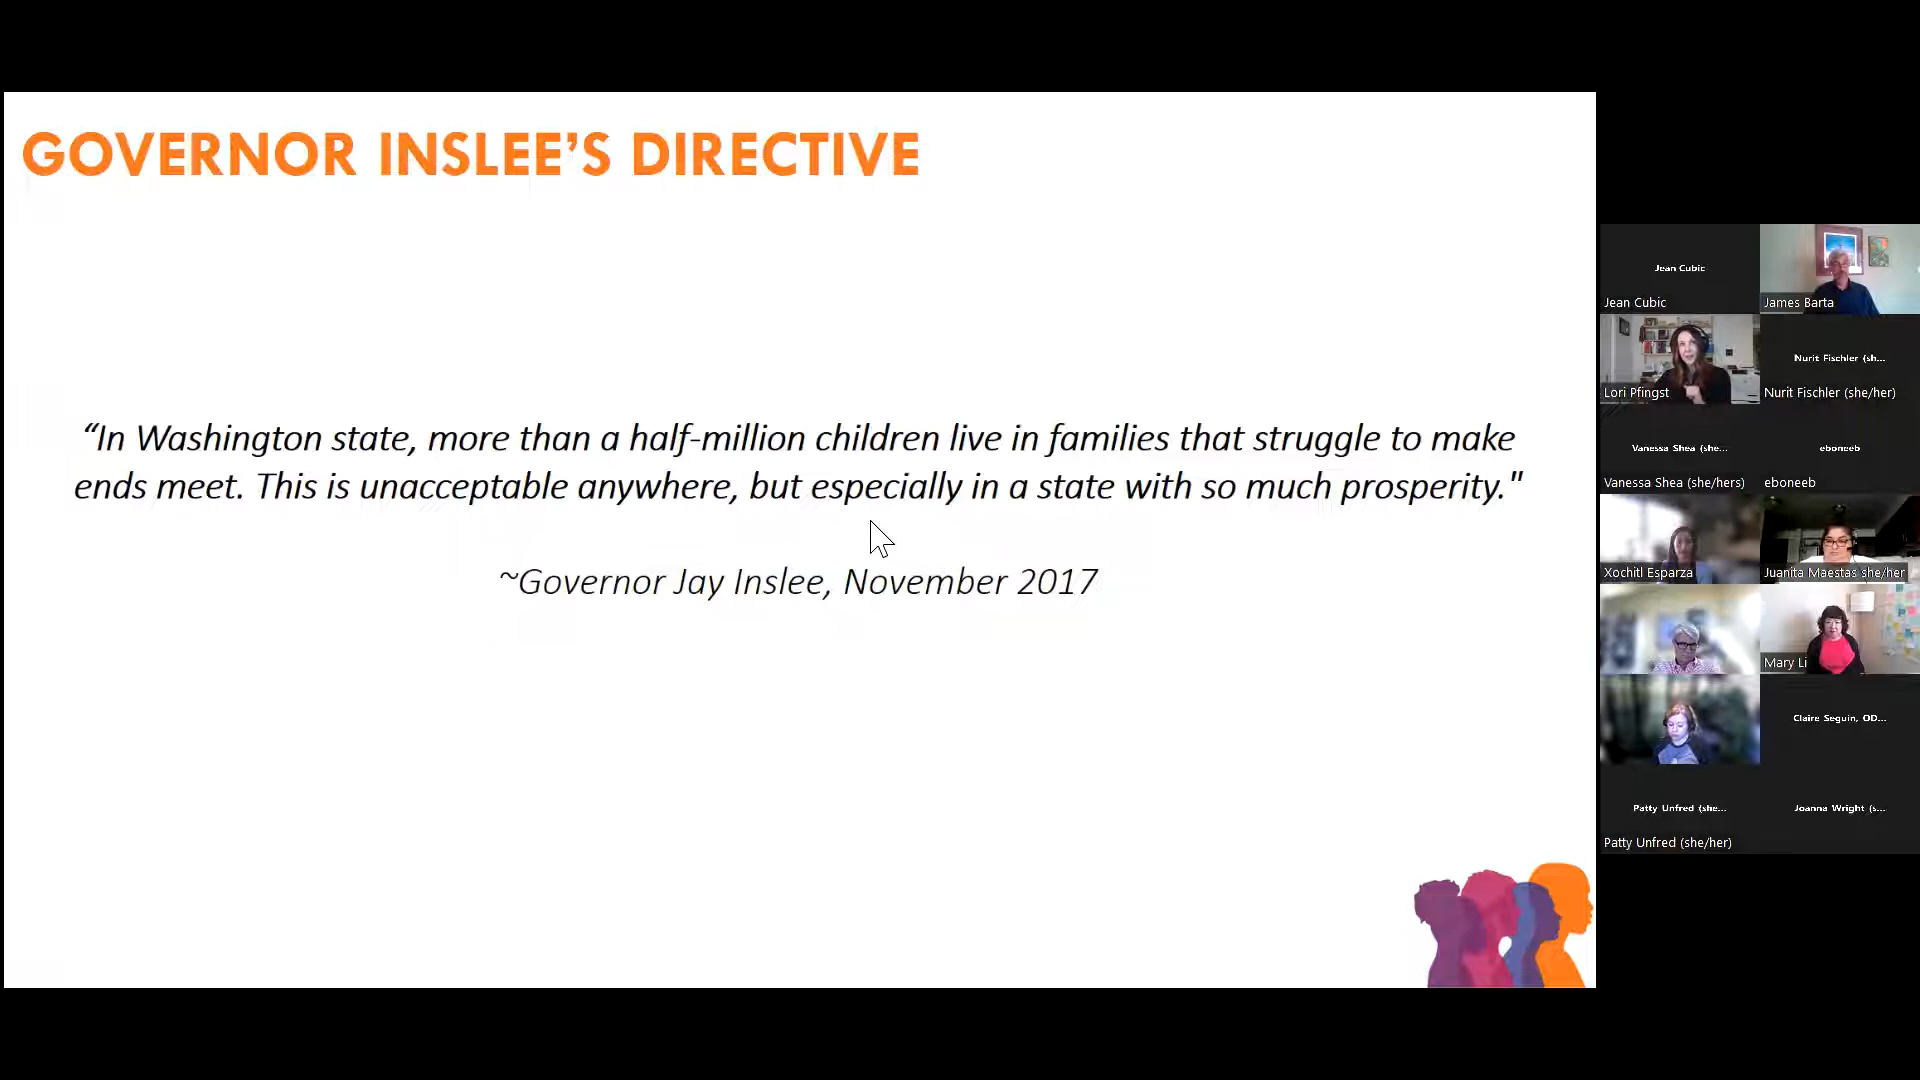 GOVERNOR INSLEE’S DIRECTIVE
“In Washington state, more than a half-million children live in families that struggle to make
ends meet. This is unacceptable anywhere, but especially in a state with so much prosperity."
~Governor Jay Inslee, November 2017
Jean Cubic
Jean Cubic
James Barta
Lori Pfingst
Nurit Fischler (sh...
Nurit Fischler (she/her)
Vanessa Shea (she...
Vanessa Shea (she/hers)
eboneeb
eboneeb
Xochitl Esparza
Juanita Maestas she/her
Mary Li
Claire Seguin, OD...
Patty Unfred (she...
Patty Unfred (she/her)
Joanna Wright (s...